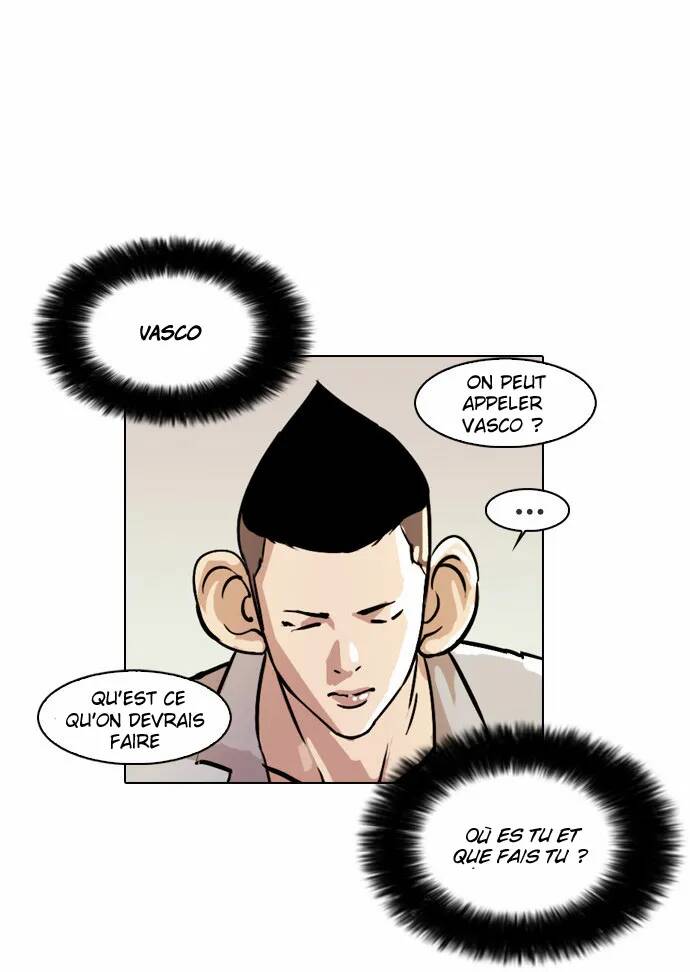 VASCO
ON PEUT
APPELER
VASCO ?
...
QU'EST CE
QU'ON DEVRAIS
FAIRE
OÙ ES TU ET
QUE FAIS TU ?